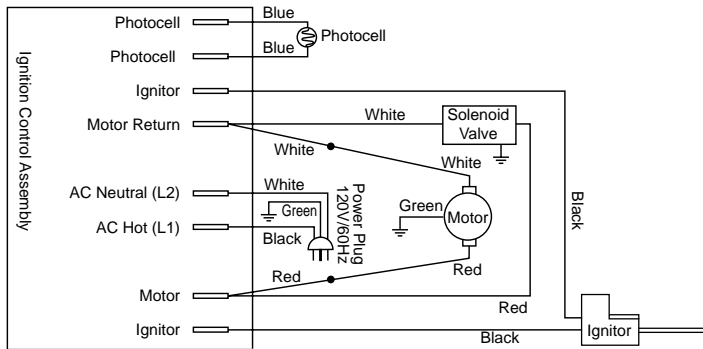 Blue
Photocell
Photocell
Blue
Photocell
Ignitor
Motor Return
White
Solenoid
Valve
White
White
Ignition Control Assembly
AC Neutral (L2)
White
Green
Power Plug
120V/60Hz
Green
Motor
Black
AC Hot (L1)
Black
Red
Red
Motor
Red
Ignitor
Black
Ignitor